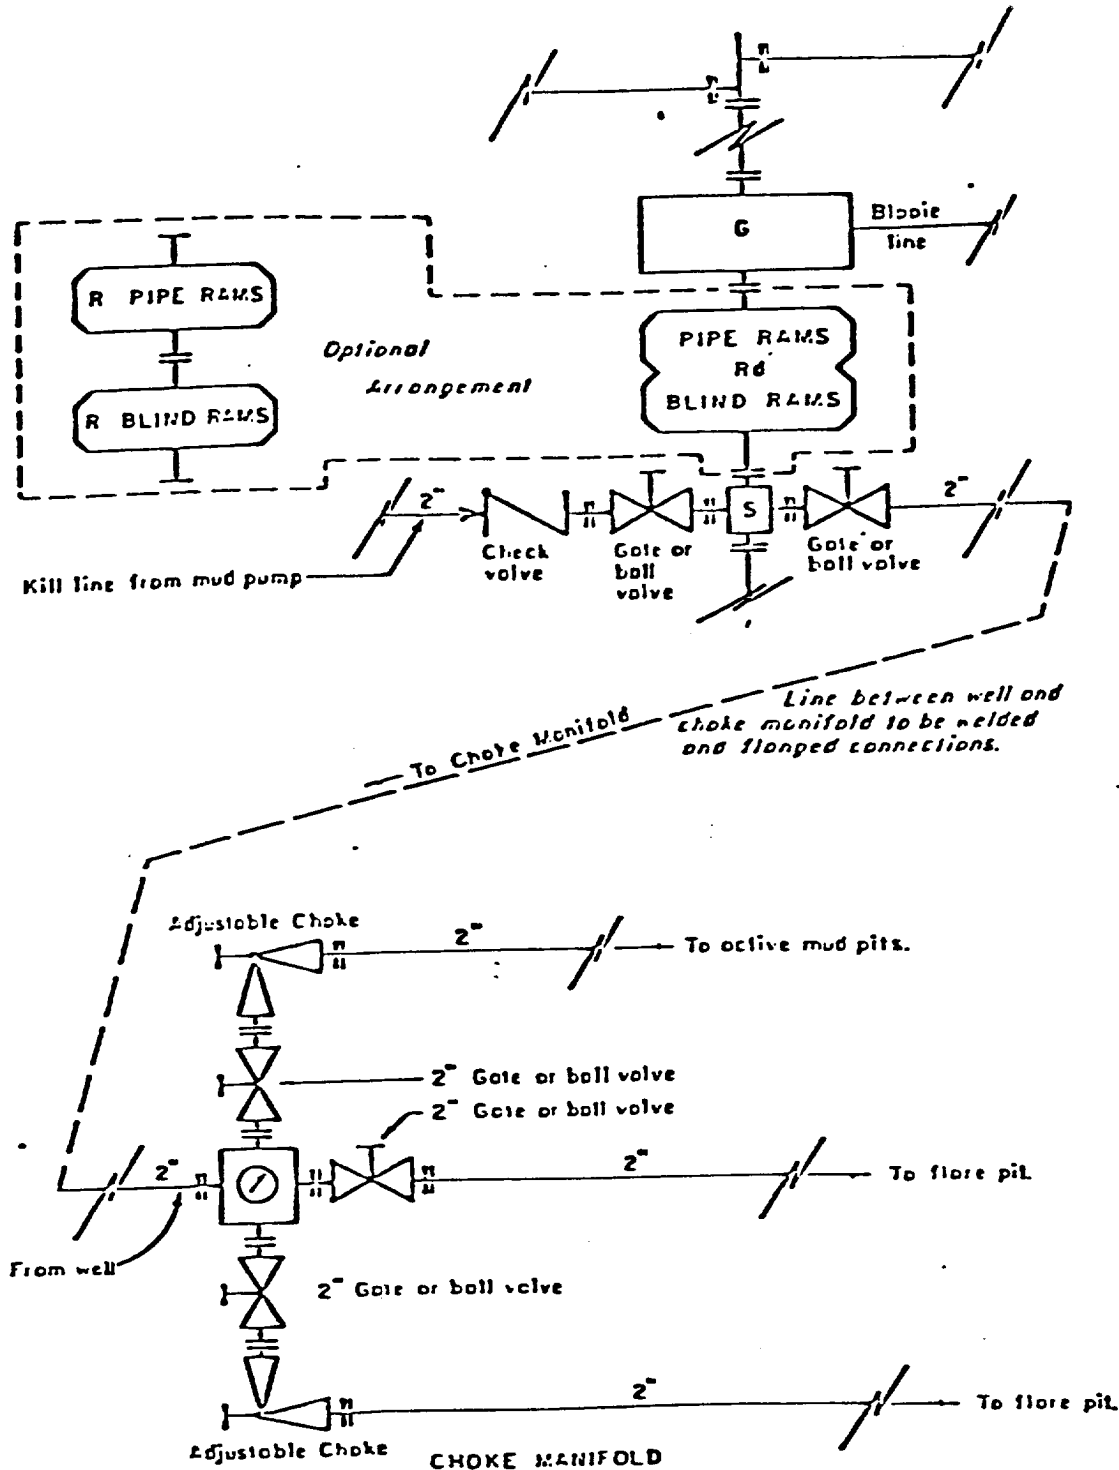 G
Blooie
line
R PIPE RAMS
R BLIND RAMS
Optional
Arrangement
PIPE RAMS
Rd
BLIND RAMS
2"
Check
valve
Gate or
ball
valve
S
Gate or
ball valve
2"
Kill line from mud pump
Line between well and
choke manifold to be welded
and flanged connections.
To Choke Manifold
Adjustable Choke
2"
To active mud pits.
2" Gate or ball valve
2" Gate or ball valve
2"
2"
To flare pit.
From well
2" Gate or ball valve
2"
To flare pit.
Adjustable Choke
CHOKE MANIFOLD